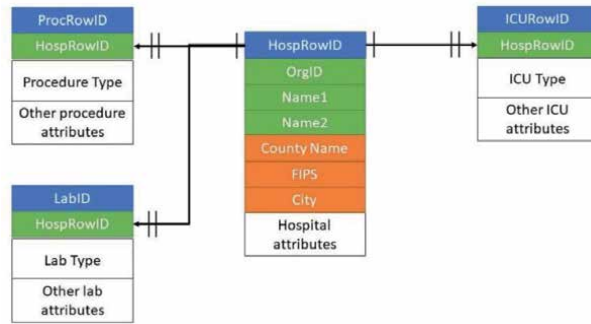 ProcRowID
HospRowID
Procedure Type
Other procedure
attributes
LabID
HospRowID
Lab Type
Other lab
attributes
HospRowID
OrgID
Name1
Name2
County Name
FIPS
City
Hospital
attributes
ICURowID
HospRowID
ICU Type
Other ICU
attributes